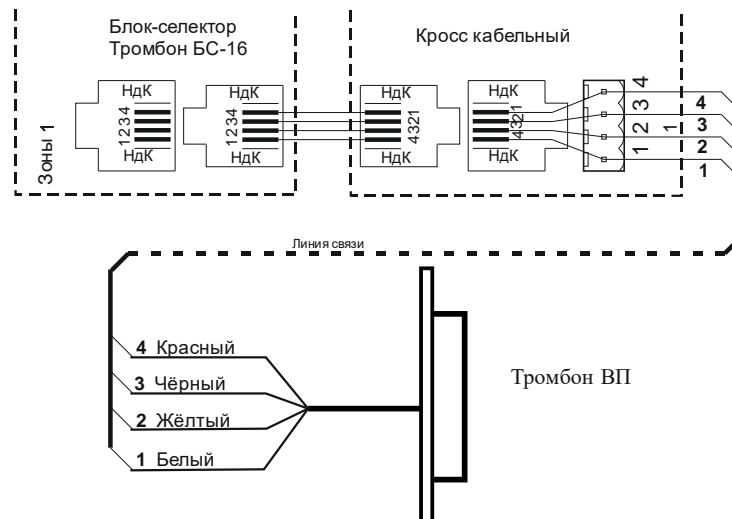 Блок-селектор
Тромбон БС-16
Кросс кабельный
Зоны 1
НдК
1234
НдК
НдК
1234
НдК
НдК
4321
НдК
НдК
4321
НдК
4
3
2
1
1
4
3
2
1
Линия связи
4 Красный
3 Чёрный
2 Жёлтый
1 Белый
Тромбон ВП